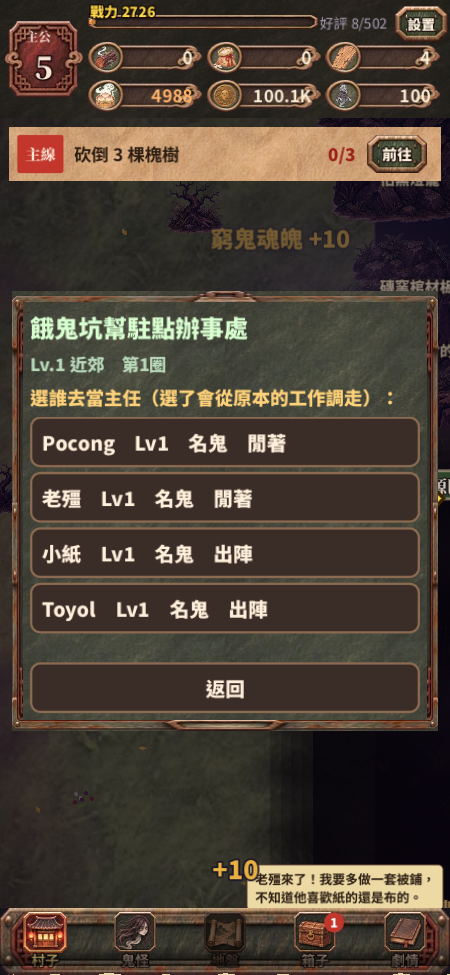 戰力 2726
好評 8/502
設置
主公
5
0
0
4
4988
100.1K
100
主線
砍倒 3 棵槐樹
0/3
前往
窮鬼魂魄 +10
餓鬼坑幫駐點辦事處
Lv.1 近郊 第1圈
選誰去當主任（選了會從原本的工作調走）：
Pocong Lv1 名鬼 閒著
老殭 Lv1 名鬼 閒著
小紙 Lv1 名鬼 出陣
Toyol Lv1 名鬼 出陣
返回
+10
老殭來了！我要多做一套被鋪，
不知道他喜歡紙的還是布的。
1
村子
鬼怪
地盤
箱子
劇情